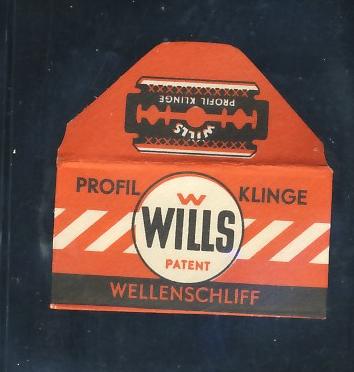 PROFIL KLINGE
WILLS
PROFIL KLINGE
W
WILLS
PATENT
WELLENSCHLIFF